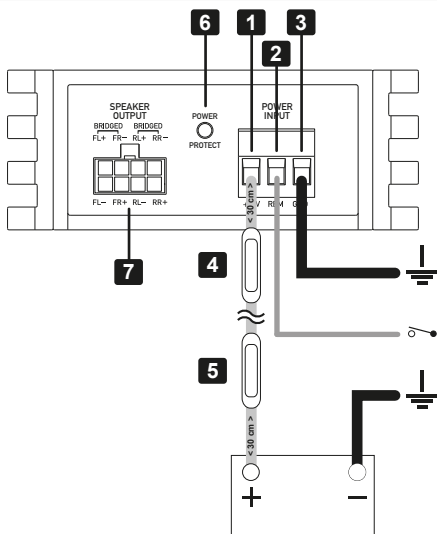 6 1 3
2
SPEAKER
OUTPUT
BRIDGED BRIDGED
FL+ FR− RL+ RR−
FL− FR+ RL− RR+
POWER
PROTECT
POWER
INPUT
REM
< 30 cm >
4
7
5
< 30 cm >
+ −